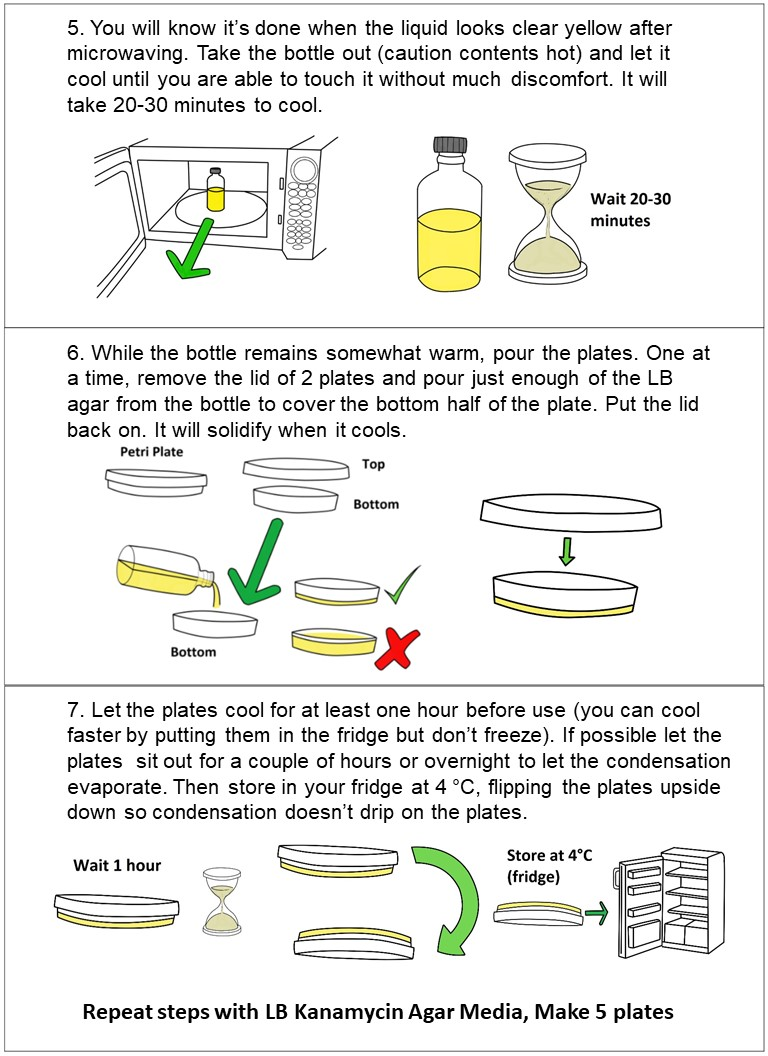 5. You will know it’s done when the liquid looks clear yellow after
microwaving. Take the bottle out (caution contents hot) and let it
cool until you are able to touch it without much discomfort. It will
take 20-30 minutes to cool.
Wait 20-30
minutes
6. While the bottle remains somewhat warm, pour the plates. One at
a time, remove the lid of 2 plates and pour just enough of the LB
agar from the bottle to cover the bottom half of the plate. Put the lid
back on. It will solidify when it cools.
Petri Plate
Top
Bottom
Bottom
7. Let the plates cool for at least one hour before use (you can cool
faster by putting them in the fridge but don’t freeze). If possible let the
plates sit out for a couple of hours or overnight to let the condensation
evaporate. Then store in your fridge at 4 °C, flipping the plates upside
down so condensation doesn’t drip on the plates.
Wait 1 hour
Store at 4°C
(fridge)
Repeat steps with LB Kanamycin Agar Media, Make 5 plates